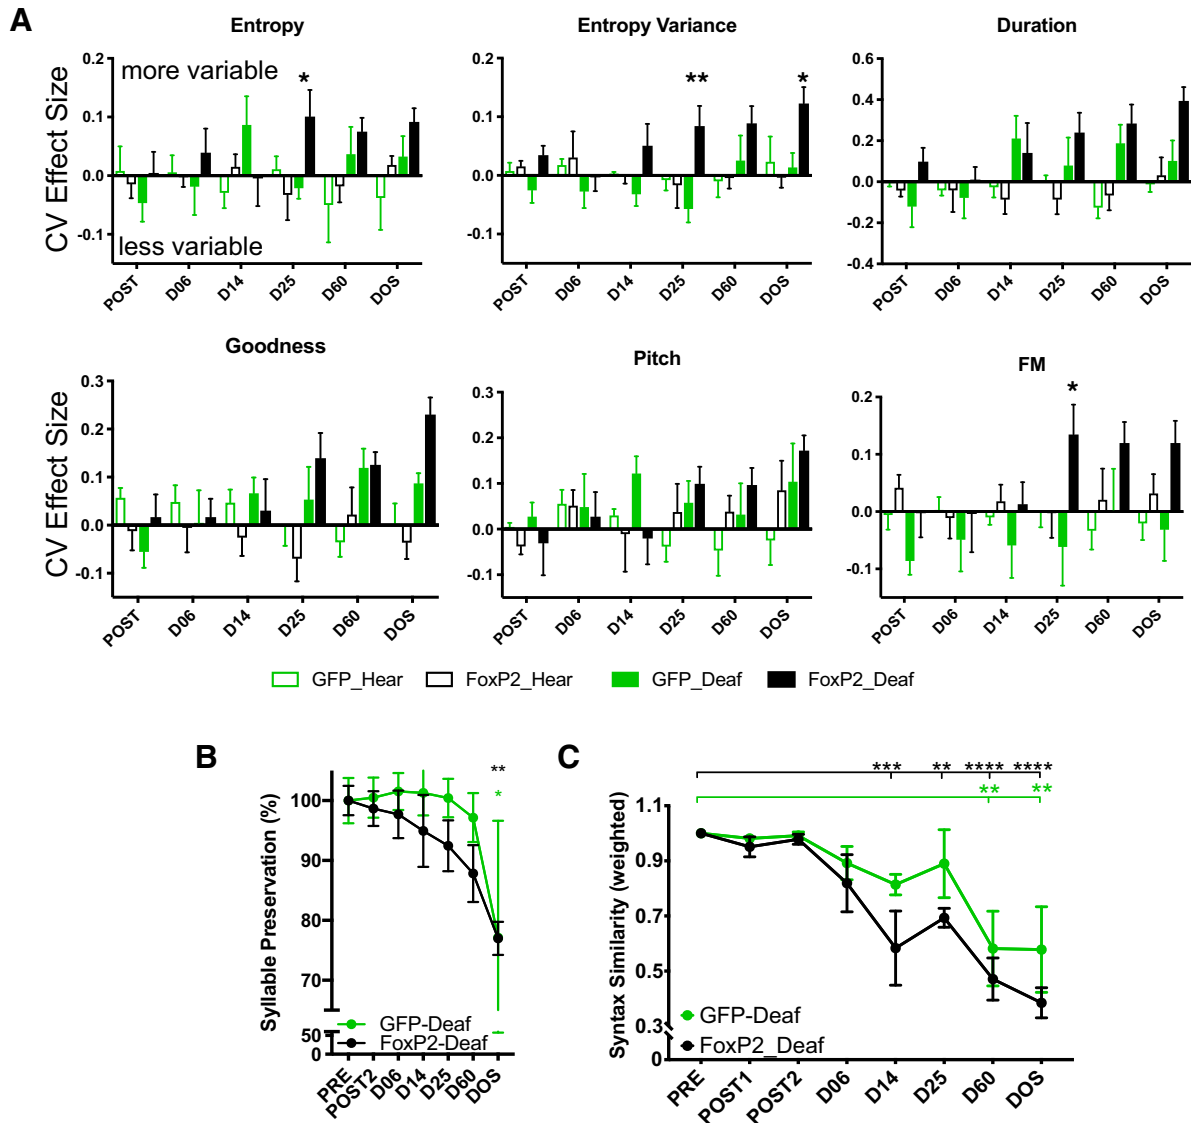 A
Entropy
Entropy Variance
Duration
CV Effect Size
0.2
0.1
0.0
-0.1
more variable
less variable
*
POST
D06
D14
D25
D60
DOS
0.2
0.1
0.0
-0.1
**
*
POST
D06
D14
D25
D60
DOS
0.6
0.4
0.2
0.0
-0.2
-0.4
POST
D06
D14
D25
D60
DOS
Goodness
Pitch
FM
CV Effect Size
0.3
0.2
0.1
0.0
-0.1
POST
D06
D14
D25
D60
DOS
0.3
0.2
0.1
0.0
-0.1
POST
D06
D14
D25
D60
DOS
0.2
0.1
0.0
-0.1
*
POST
D06
D14
D25
D60
DOS
GFP_Hear
FoxP2_Hear
GFP_Deaf
FoxP2_Deaf
B
Syllable Preservation (%)
100
90
80
70
50
0
**
*
GFP-Deaf
FoxP2-Deaf
PRE
POST2
D06
D14
D25
D60
DOS
C
Syntax Similarity (weighted)
1.1
0.9
0.7
0.5
0.3
0
***
**
****
****
**
**
GFP-Deaf
FoxP2_Deaf
PRE
POST1
POST2
D06
D14
D25
D60
DOS